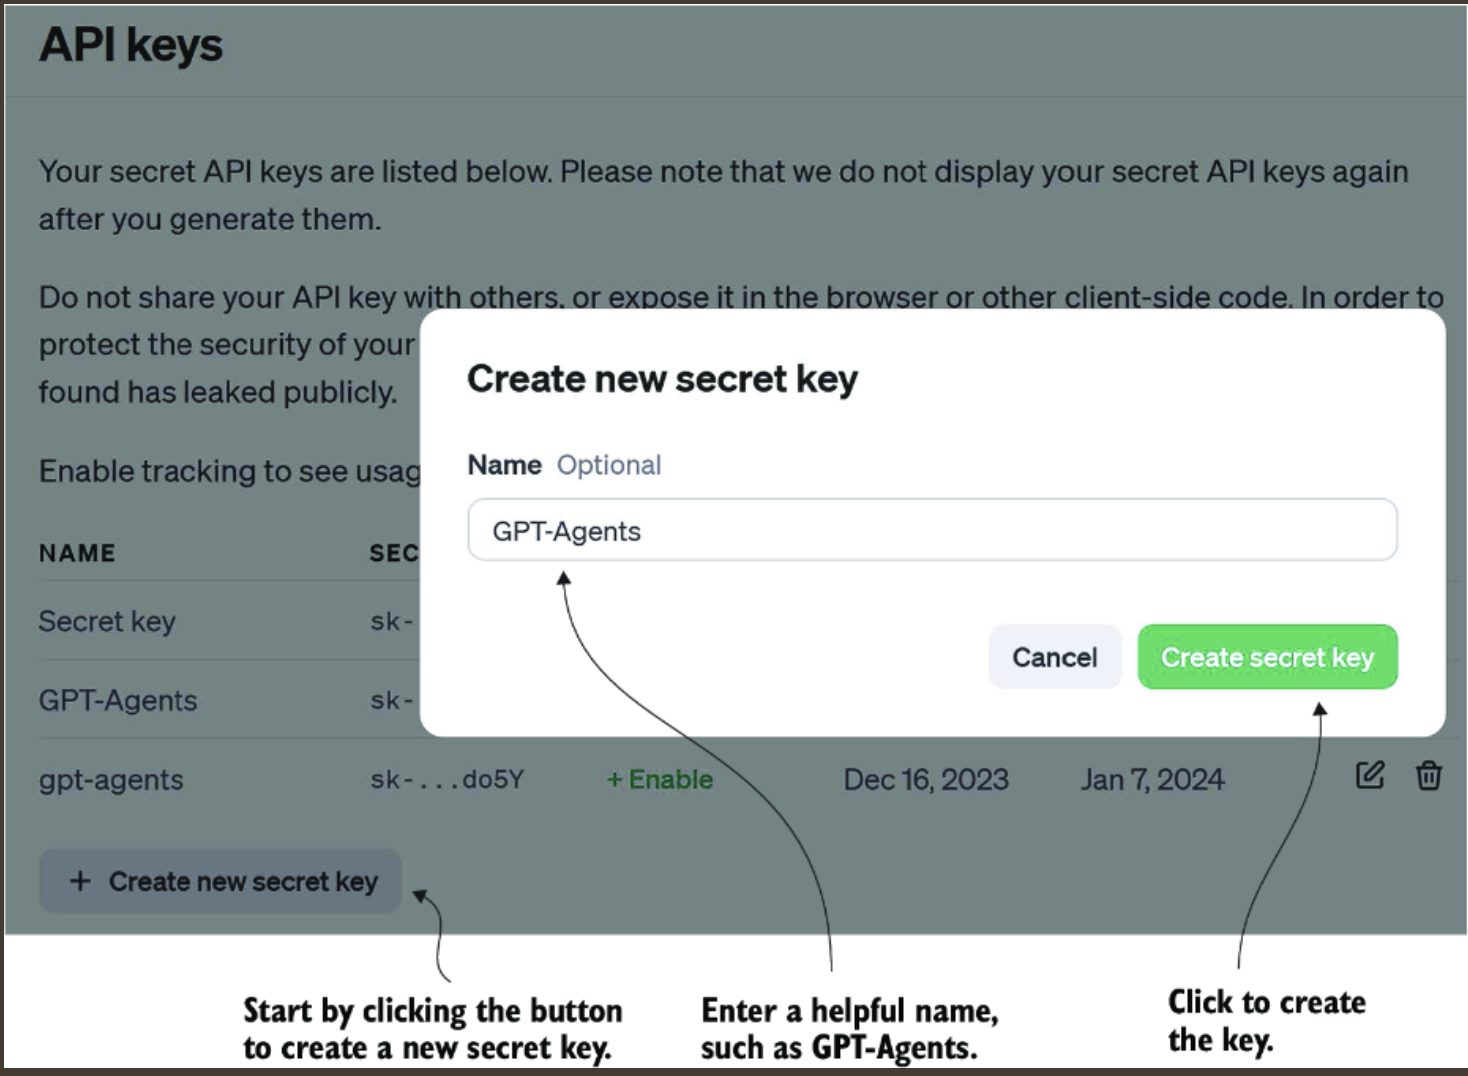 API keys
Your secret API keys are listed below. Please note that we do not display your secret API keys again
after you generate them.
Do not share your API key with others, or expose it in the browser or other client-side code. In order to
protect the security of your
found has leaked publicly.
Enable tracking to see usag
Create new secret key
Name Optional
GPT-Agents
Cancel Create secret key
NAME SEC
Secret key sk-
GPT-Agents sk-
gpt-agents sk-...do5Y + Enable Dec 16, 2023 Jan 7, 2024
+ Create new secret key
Start by clicking the button
to create a new secret key.
Enter a helpful name,
such as GPT-Agents.
Click to create
the key.